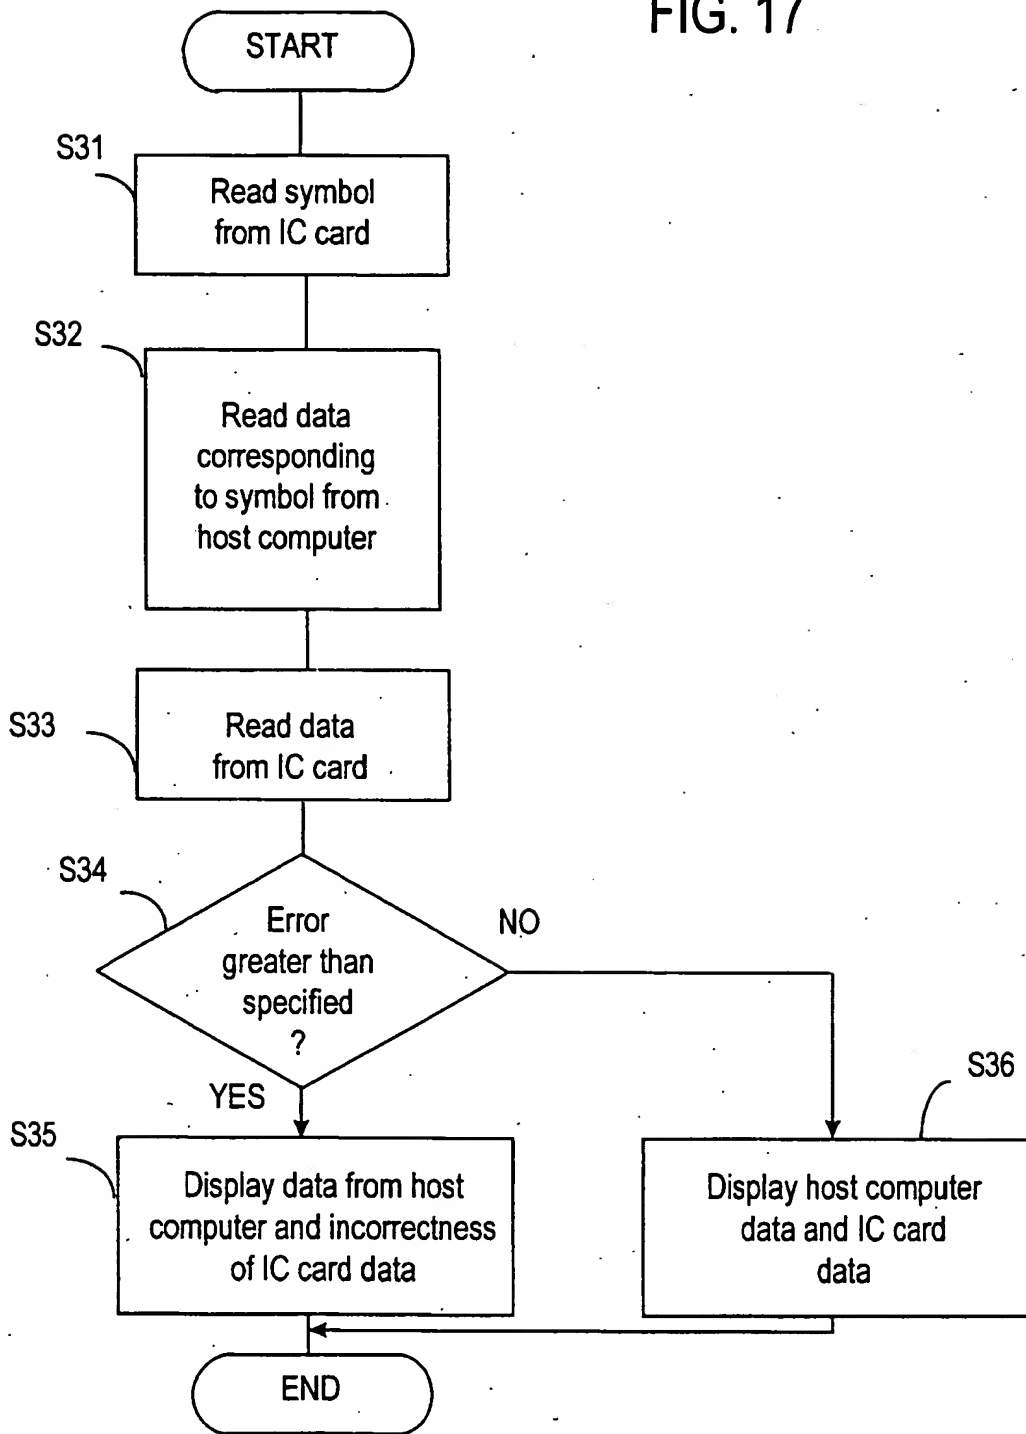 FIG. 17
START
S31
Read symbol
from IC card
S32
Read data
corresponding
to symbol from
host computer
S33
Read data
from IC card
S34
Error
greater than
specified
?
NO
YES
S35
Display data from host
computer and incorrectness
of IC card data
S36
Display host computer
data and IC card
data
END